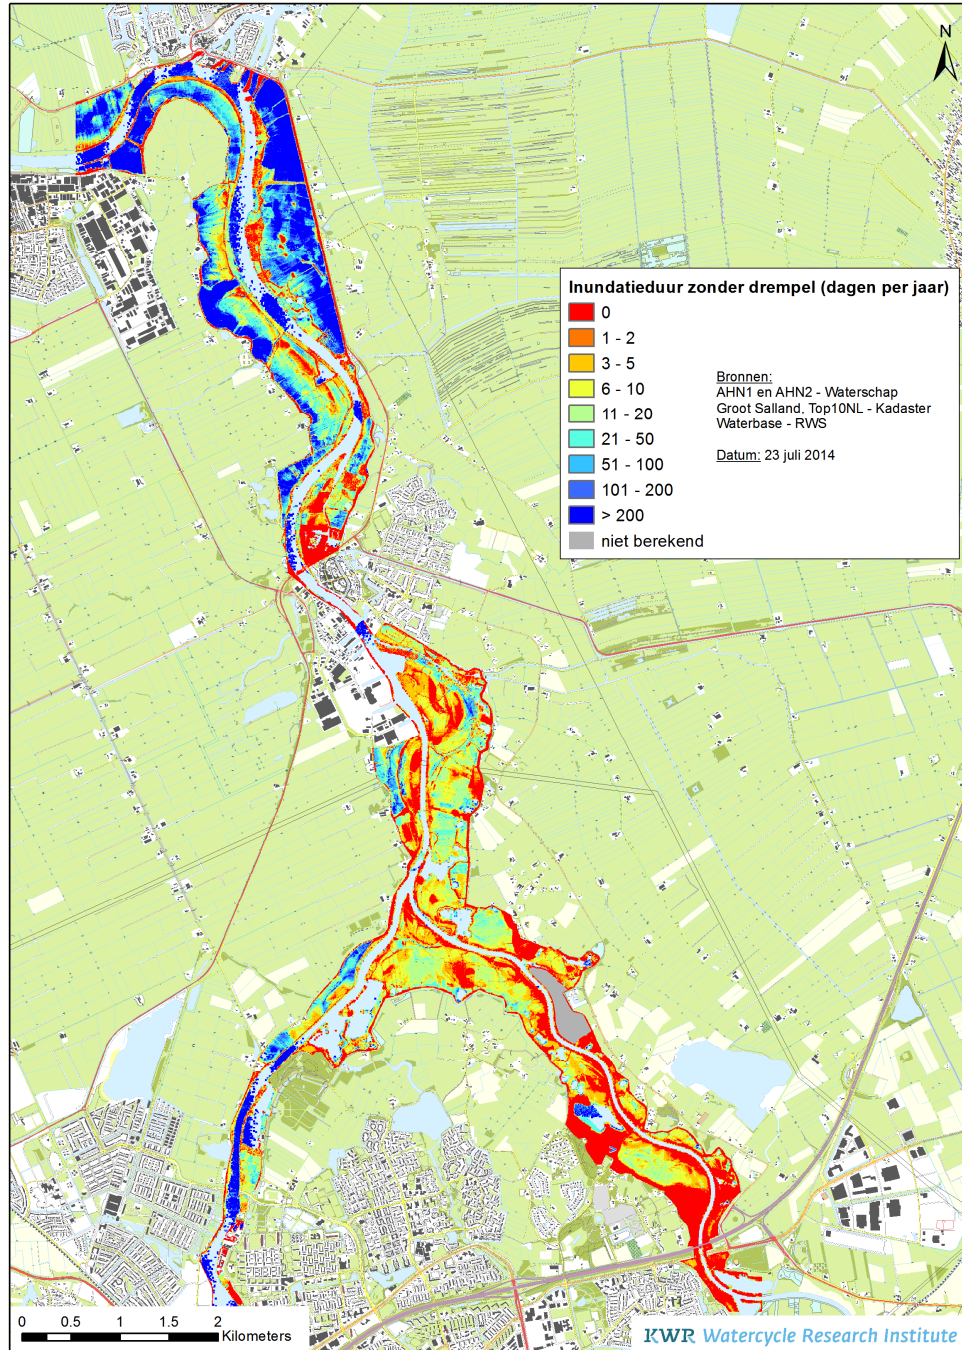 N
Inundatieduur zonder drempel (dagen per jaar)
0
1 - 2
3 - 5
6 - 10
11 - 20
21 - 50
51 - 100
101 - 200
> 200
niet berekend
Bronnen:
AHN1 en AHN2 - Waterschap
Groot Salland, Top10NL - Kadaster
Waterbase - RWS
Datum: 23 juli 2014
0 0.5 1 2
Kilometers
KWR Watercycle Research Institute